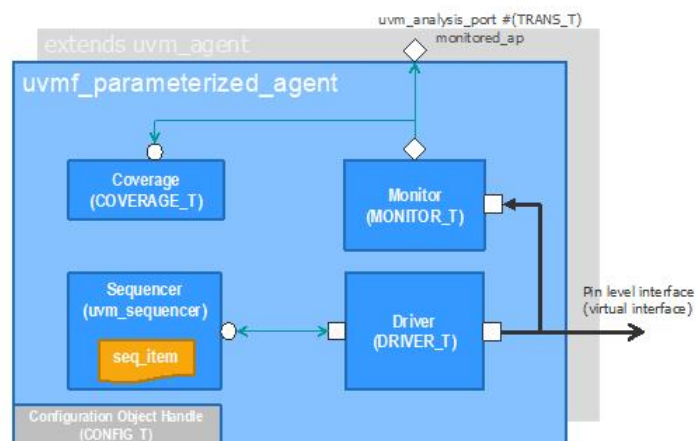 uvm_analysis_port #(TRANS_T)
monitored_ap
extends uvm_agent
uvmf_parameterized_agent
Coverage
(COVERAGE_T)
Monitor
(MONITOR_T)
Sequencer
(uvm_sequencer)
seq_item
Driver
(DRIVER_T)
Pin level interface
(virtual interface)
Configuration Object Handle
(CONFIG_T)